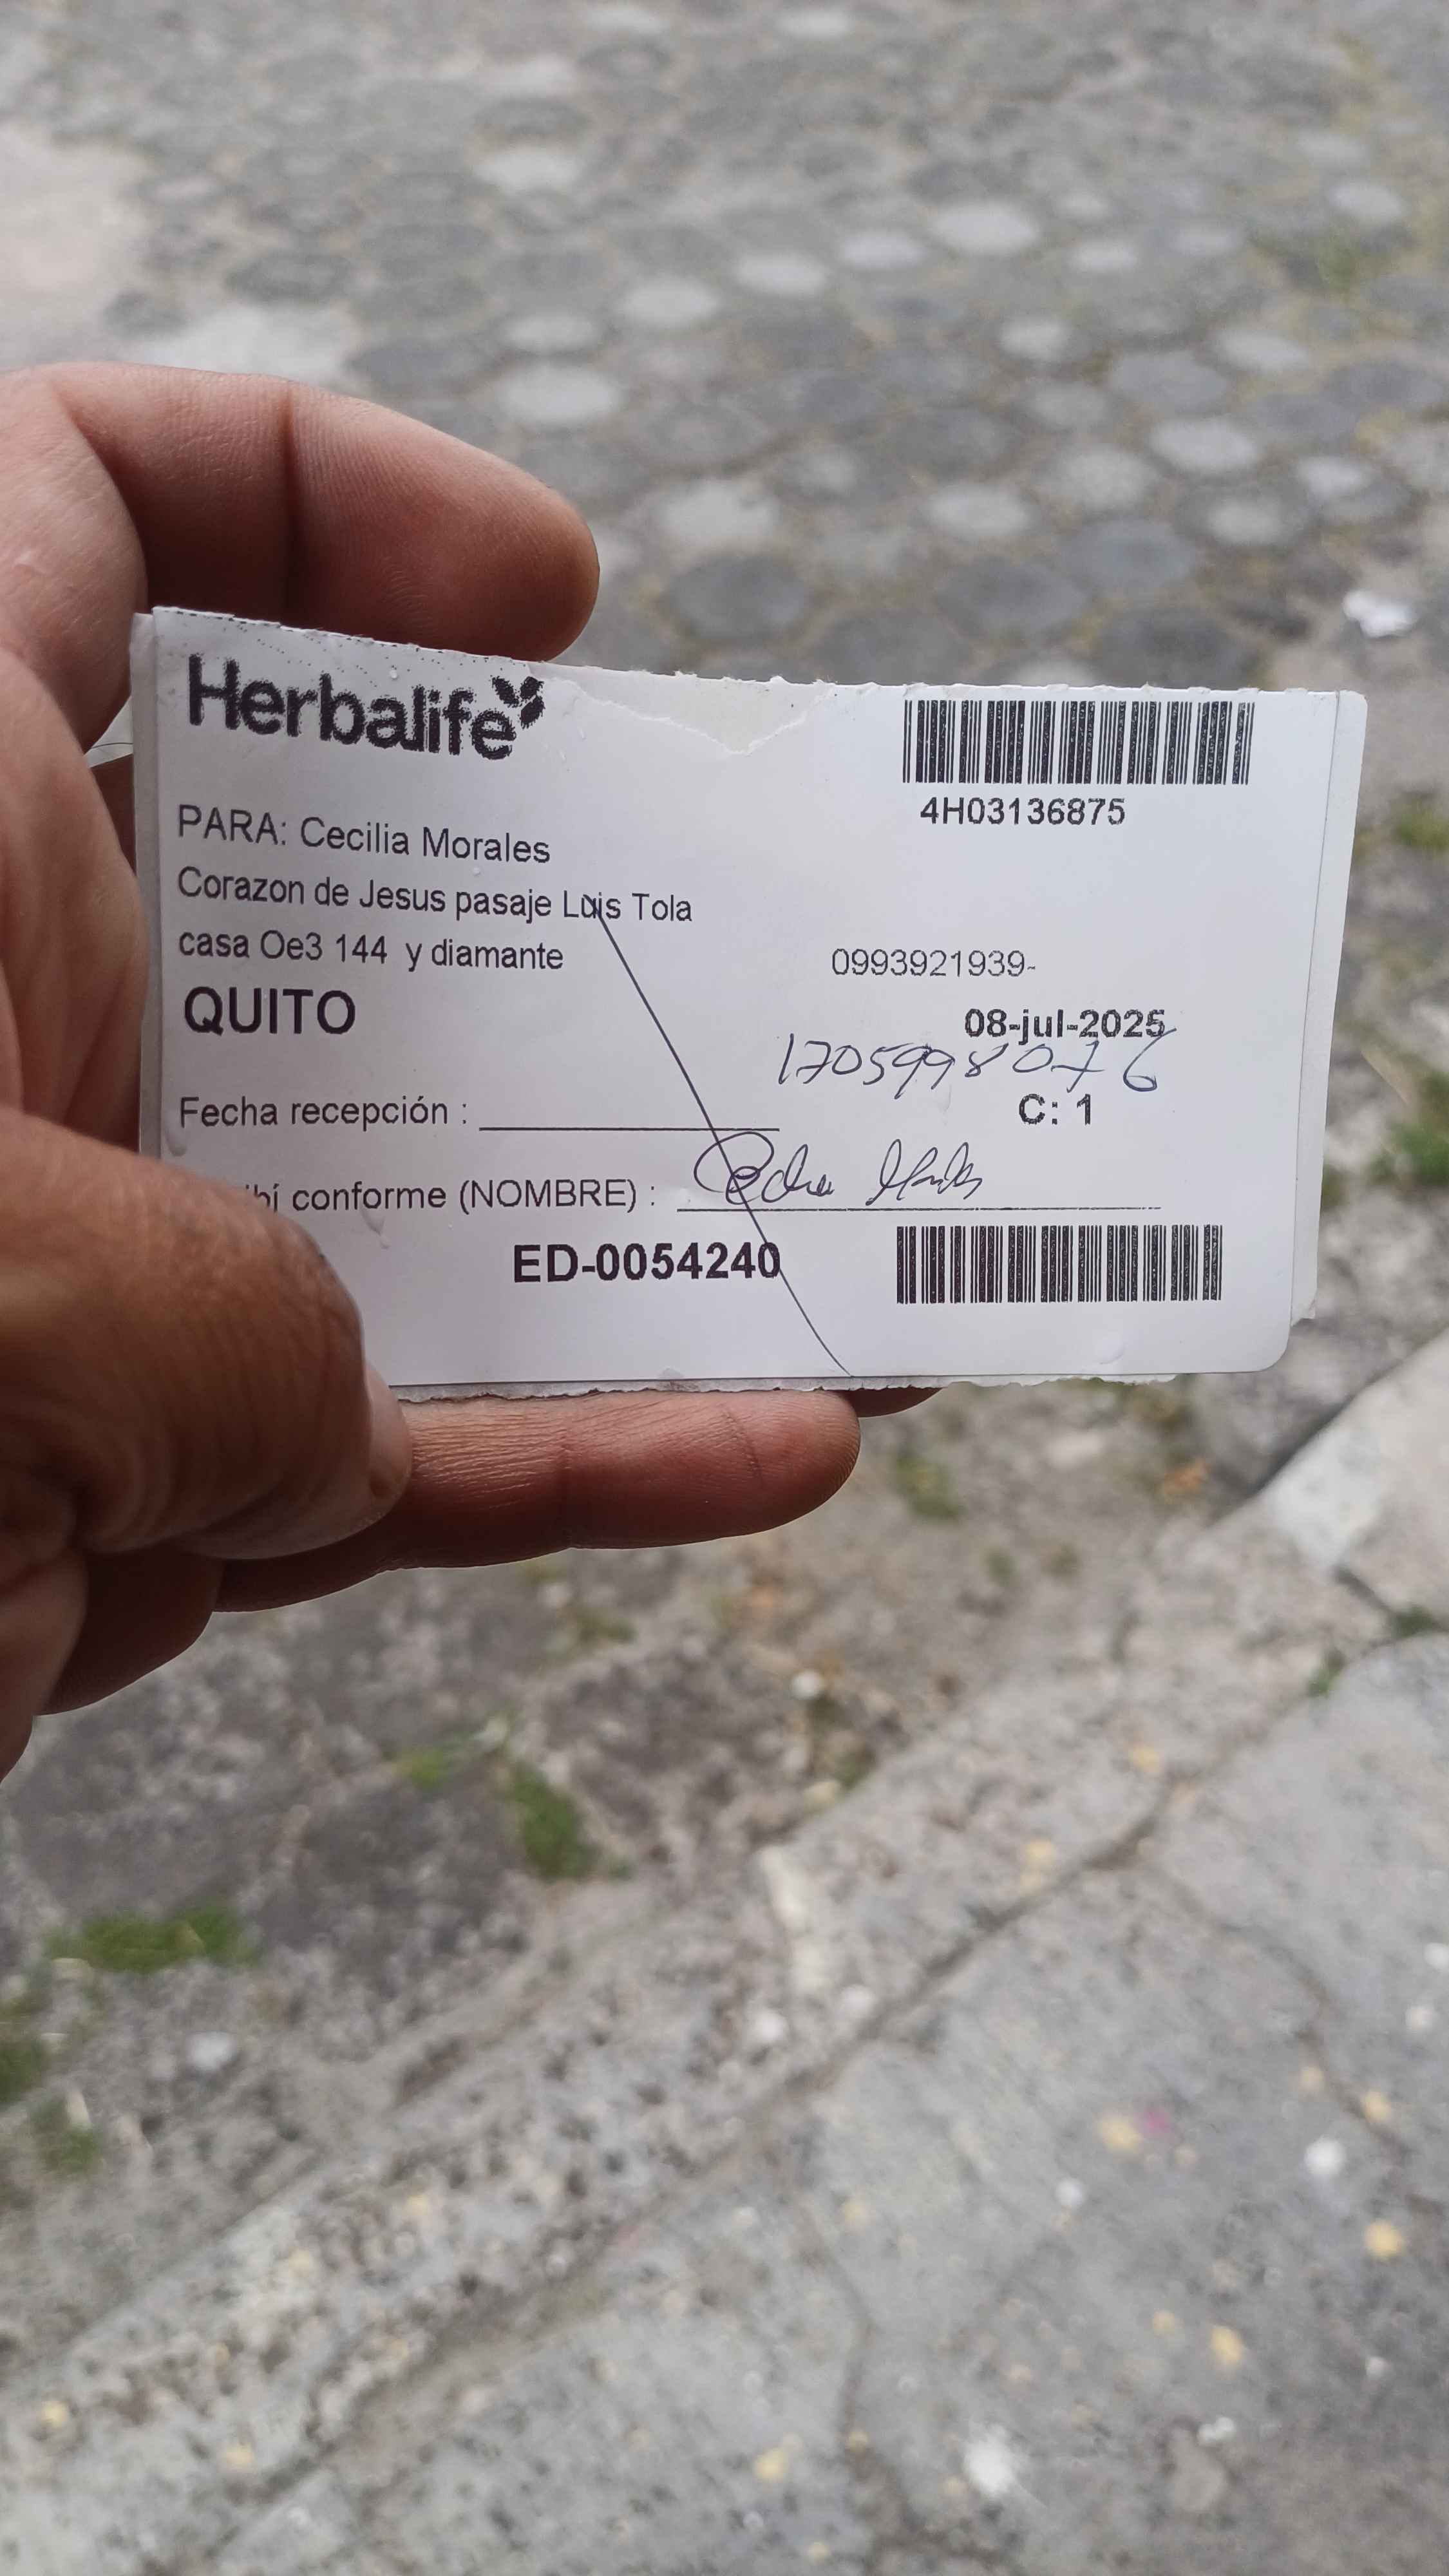 Herbalife
4H03136875
PARA: Cecilia Morales
Corazon de Jesus pasaje Luis Tola
casa Oe3 144 y diamante
0993921939-
QUITO
08-jul-2025
1705998076
Fecha recepción :
C: 1
conforme (NOMBRE) :
ED-0054240